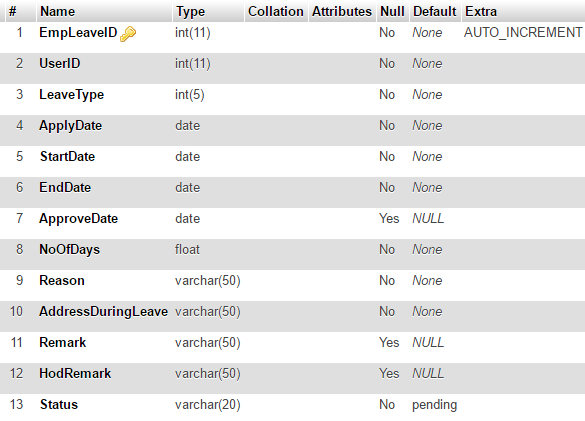 # Name Type Collation Attributes Null Default Extra
1 EmpLeaveID int(11) No None AUTO_INCREMENT
2 UserID int(11) No None
3 LeaveType int(5) No None
4 ApplyDate date No None
5 StartDate date No None
6 EndDate date No None
7 ApproveDate date Yes NULL
8 NoOfDays float No None
9 Reason varchar(50) No None
10 AddressDuringLeave varchar(50) No None
11 Remark varchar(50) Yes NULL
12 HodRemark varchar(50) Yes NULL
13 Status varchar(20) No pending